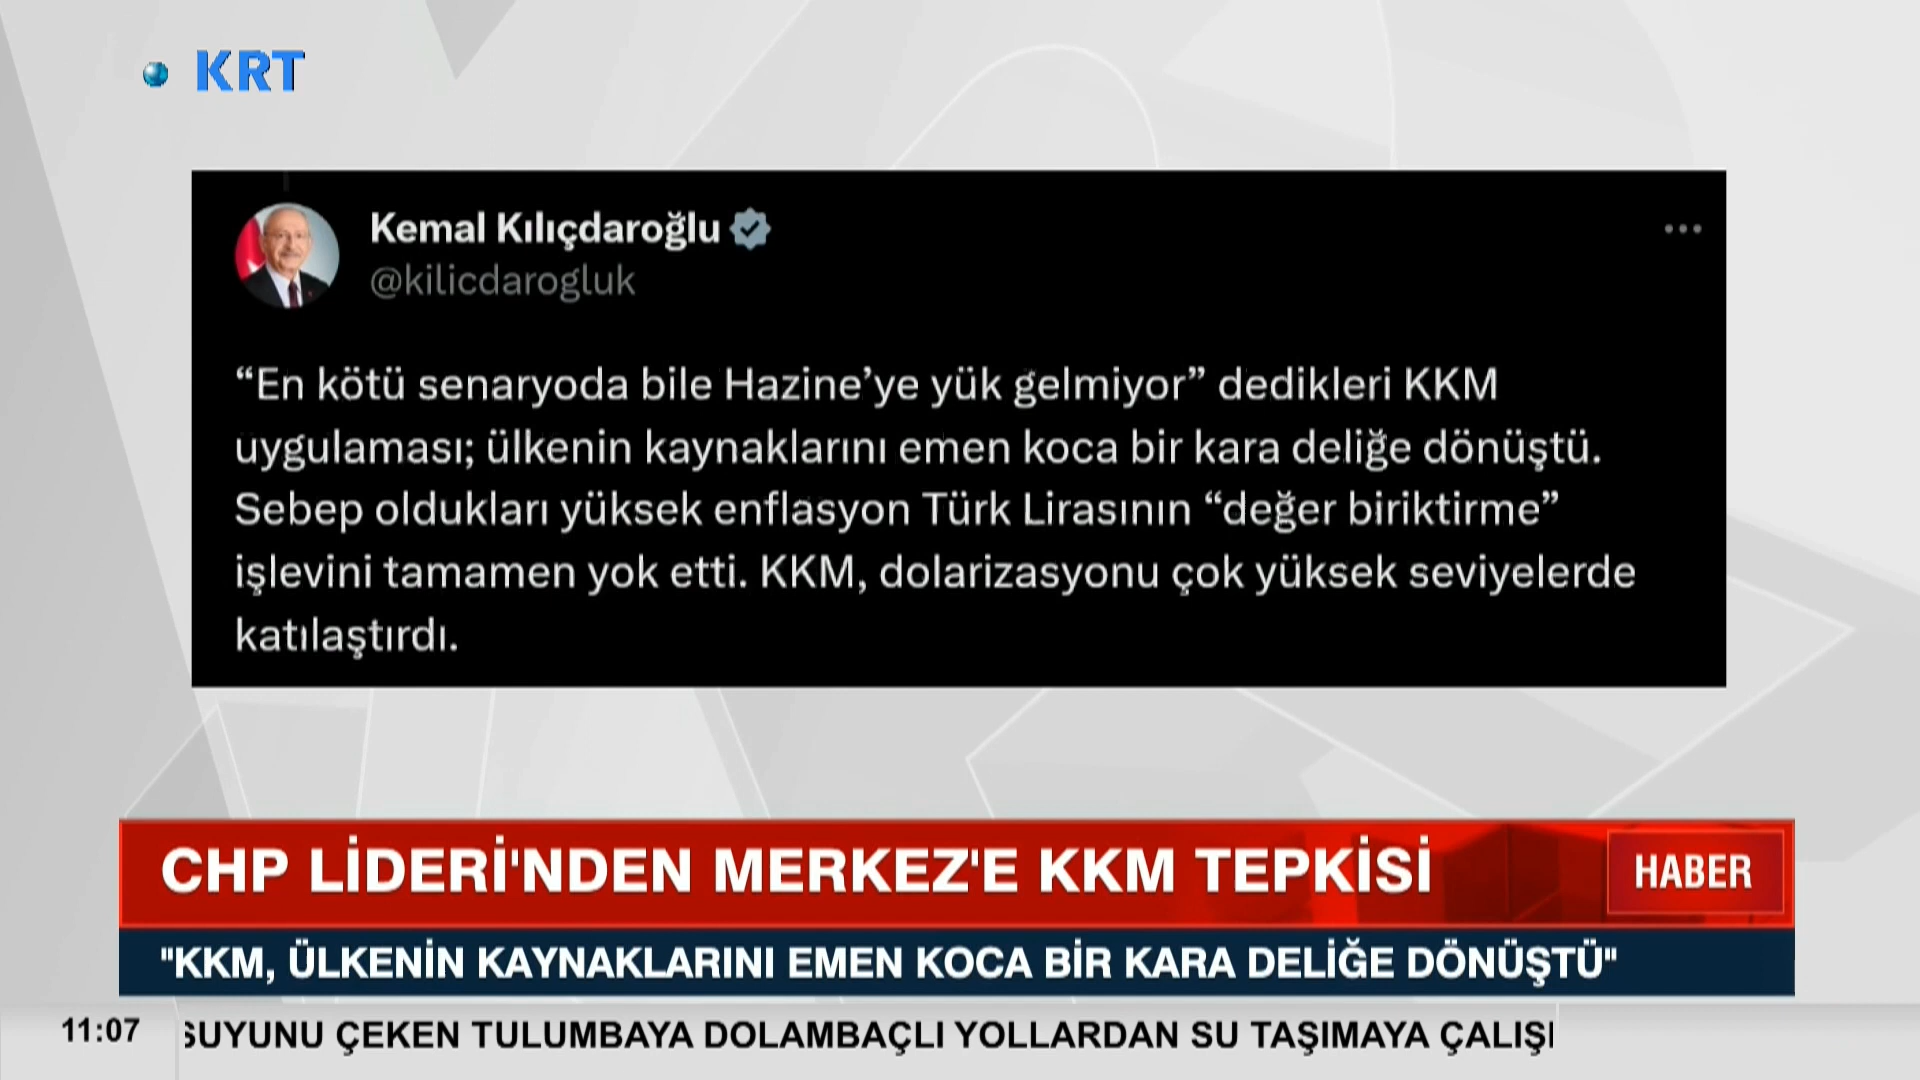 KRT
Kemal Kılıçdaroğlu
@kilicdarogluk
“En kötü senaryoda bile Hazine’ye yük gelmiyor” dedikleri KKM
uygulaması; ülkenin kaynaklarını emen koca bir kara deliğe dönüştü.
Sebep oldukları yüksek enflasyon Türk Lirasının “değer biriktirme”
işlevini tamamen yok etti. KKM, dolarizasyonu çok yüksek seviyelerde
katılaştırdı.
CHP LİDERİ'NDEN MERKEZ'E KKM TEPKİSİ
HABER
"KKM, ÜLKENİN KAYNAKLARINI EMEN KOCA BİR KARA DELİĞE DÖNÜŞTÜ"
11:07
SUYUNU ÇEKEN TULUMBAYA DOLAMBAÇLI YOLLARDAN SU TAŞIMAYA ÇALIŞI